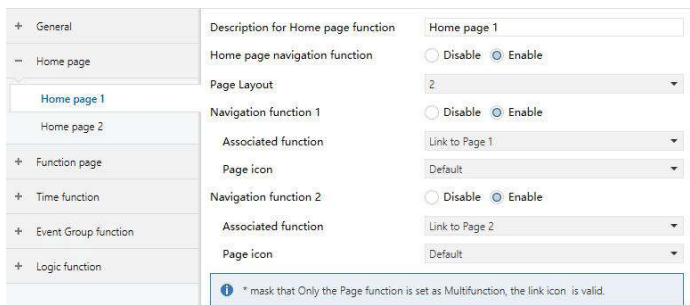 + General
− Home page
Home page 1
Home page 2
+ Function page
+ Time function
+ Event Group function
+ Logic function
Description for Home page function Home page 1
Home page navigation function Disable Enable
Page Layout 2
Navigation function 1 Disable Enable
Associated function Link to Page 1
Page icon Default
Navigation function 2 Disable Enable
Associated function Link to Page 2
Page icon Default
* mask that Only the Page function is set as Multifunction, the link icon is valid.